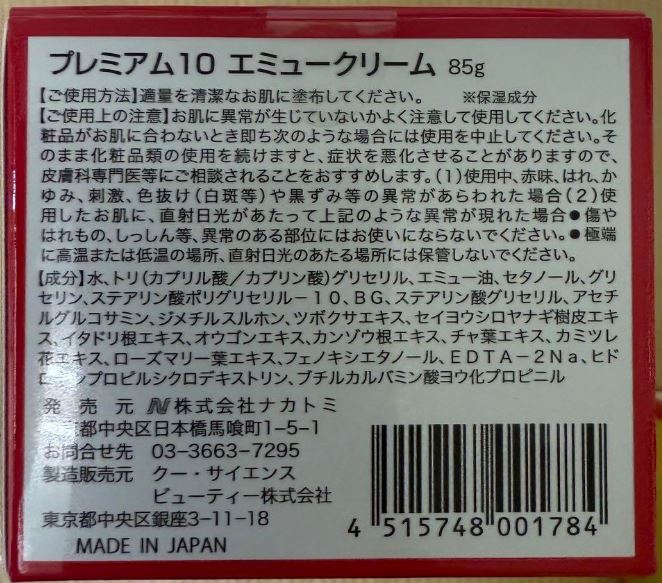 プレミアム10 エミュークリーム 85g
【ご使用方法】適量を清潔なお肌に塗布してください。 ※保湿成分
【ご使用上の注意】お肌に異常が生じていないかよく注意して使用してください。化
粧品がお肌に合わないとき即ち次のような場合には使用を中止してください。そ
のまま化粧品類の使用を続けますと、症状を悪化させることがありますので、
皮膚科専門医等にご相談されることをおすすめします。(1)使用中、赤味、はれ、か
ゆみ、刺激、色抜け(白斑等)や黒ずみ等の異常があらわれた場合(2)使
用したお肌に、直射日光があたって上記のような異常が現れた場合●傷や
はれもの、しっしん等、異常のある部位にはお使いにならないでください。●極端
に高温または低温の場所、直射日光のあたる場所には保管しないでください。
【成分】水、トリ(カプリル酸/カプリン酸)グリセリル、エミュー油、セタノール、グリ
セリン、ステアリン酸ポリグリセリル－10、BG、ステアリン酸グリセリル、アセチ
ルグルコサミン、ジメチルスルホン、ツボクサエキス、セイヨウシロヤナギ樹皮エキ
ス、イタドリ根エキス、オウゴンエキス、カンゾウ根エキス、チャ葉エキス、カミツレ
花エキス、ローズマリー葉エキス、フェノキシエタノール、EDTA－2Na、ヒド
ロ シプロピルシクロデキストリン、ブチルカルバミン酸ヨウ化プロピニル
発売元 N株式会社ナカトミ
京都中央区日本橋馬喰町1-5-1
お問合せ先 03-3663-7295
製造販売元 クー・サイエンス
ビューティー株式会社
東京都中央区銀座3-11-18
MADE IN JAPAN
4 515748 001784